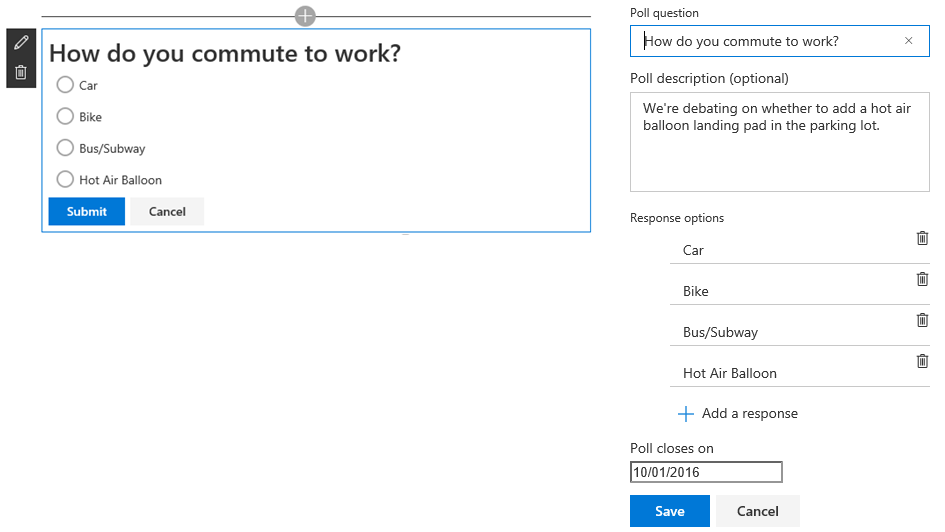 How do you commute to work?
Car
Bike
Bus/Subway
Hot Air Balloon
Submit Cancel
Poll question
How do you commute to work?
Poll description (optional)
We're debating on whether to add a hot air
balloon landing pad in the parking lot.
Response options
Car
Bike
Bus/Subway
Hot Air Balloon
Add a response
Poll closes on
10/01/2016
Save Cancel